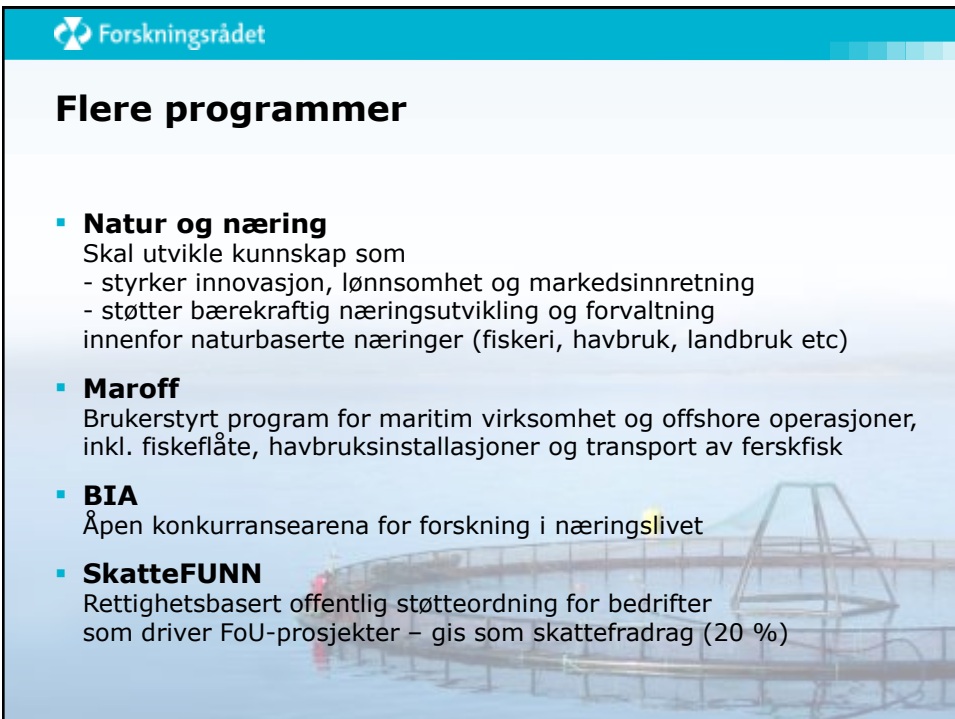 Forskningsrådet
Flere programmer
▪ Natur og næring
Skal utvikle kunnskap som
- styrker innovasjon, lønnsomhet og markedsinnretning
- støtter bærekraftig næringsutvikling og forvaltning
innenfor naturbaserte næringer (fiskeri, havbruk, landbruk etc)
▪ Maroff
Brukerstyrt program for maritim virksomhet og offshore operasjoner,
inkl. fiskeflåte, havbruksinstallasjoner og transport av ferskfisk
▪ BIA
Åpen konkurransearena for forskning i næringslivet
▪ SkatteFUNN
Rettighetsbasert offentlig støtteordning for bedrifter
som driver FoU-prosjekter – gis som skattefradrag (20 %)